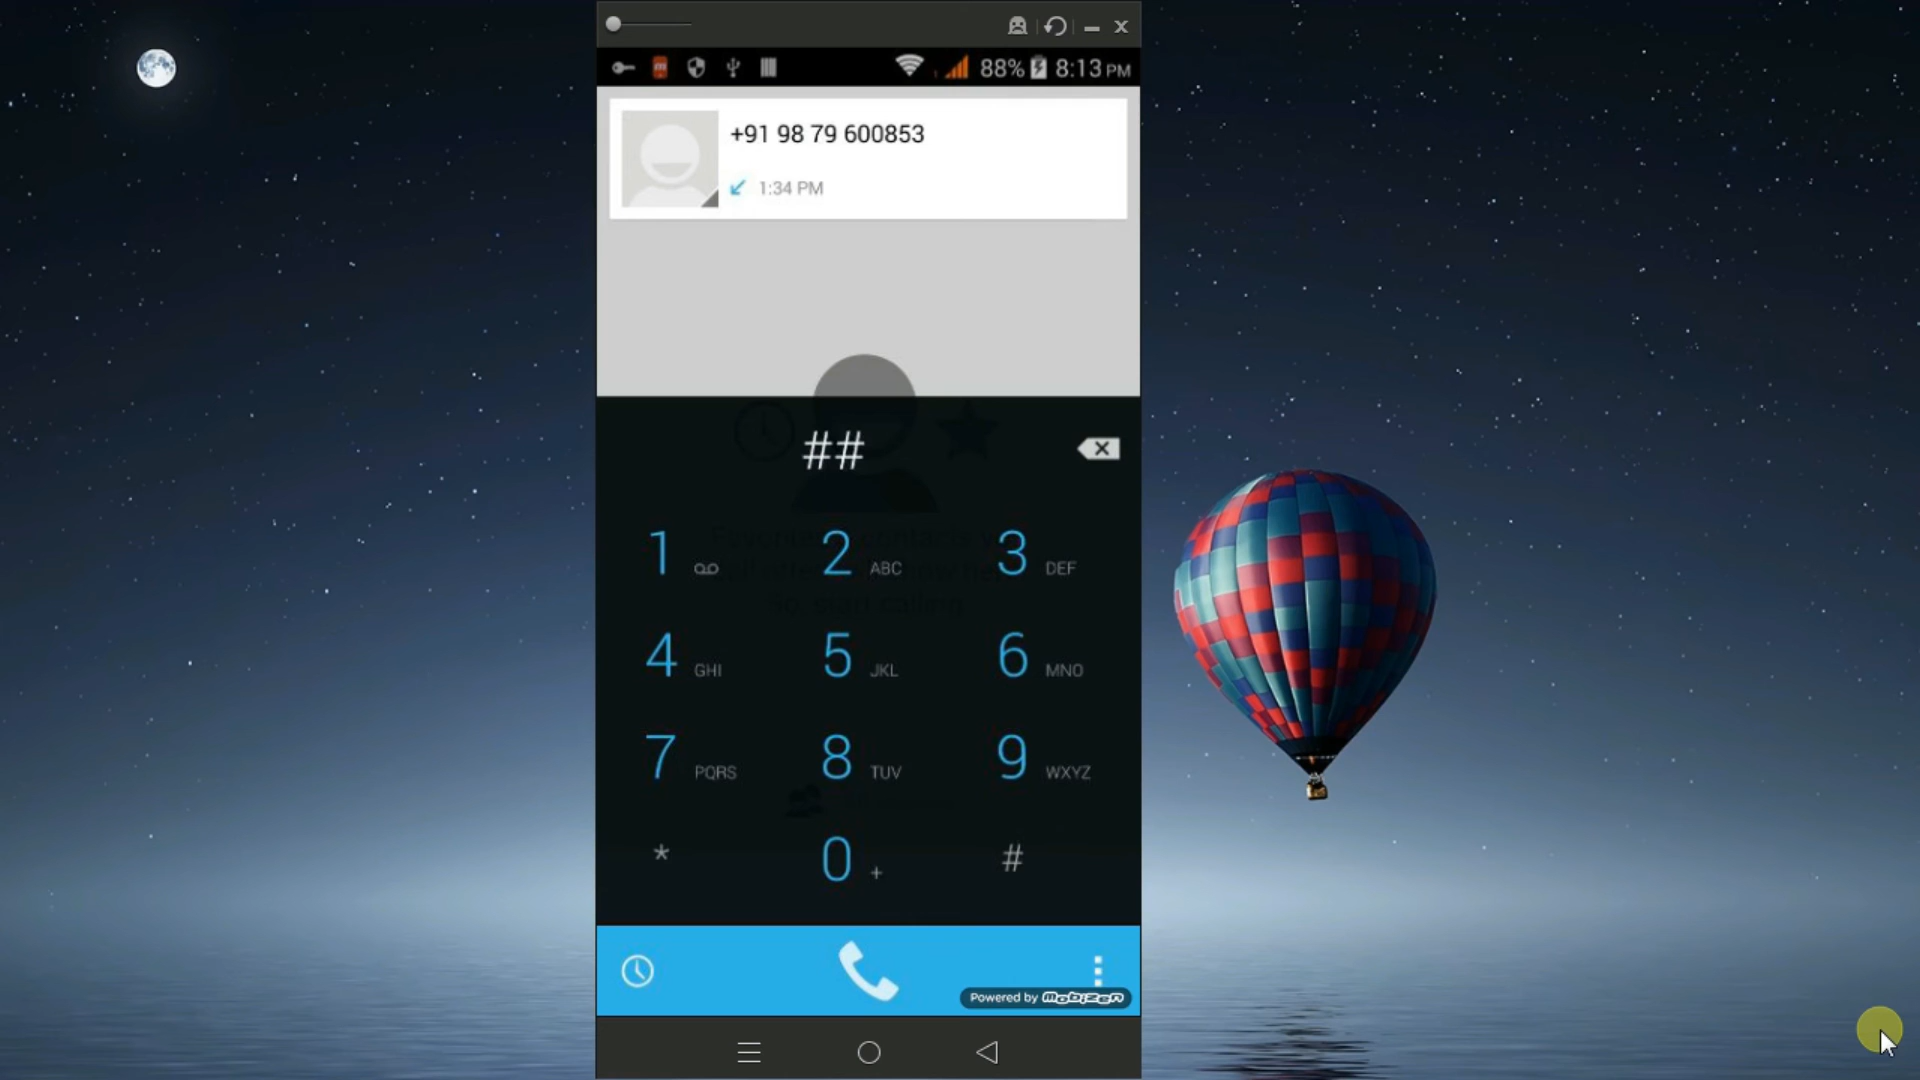 88% 8:13 PM
+91 98 79 600853
1:34 PM
##
1 2 ABC 3 DEF
4 GHI 5 JKL 6 MNO
7 PQRS 8 TUV 9 WXYZ
* 0 + #
Powered by mobizen